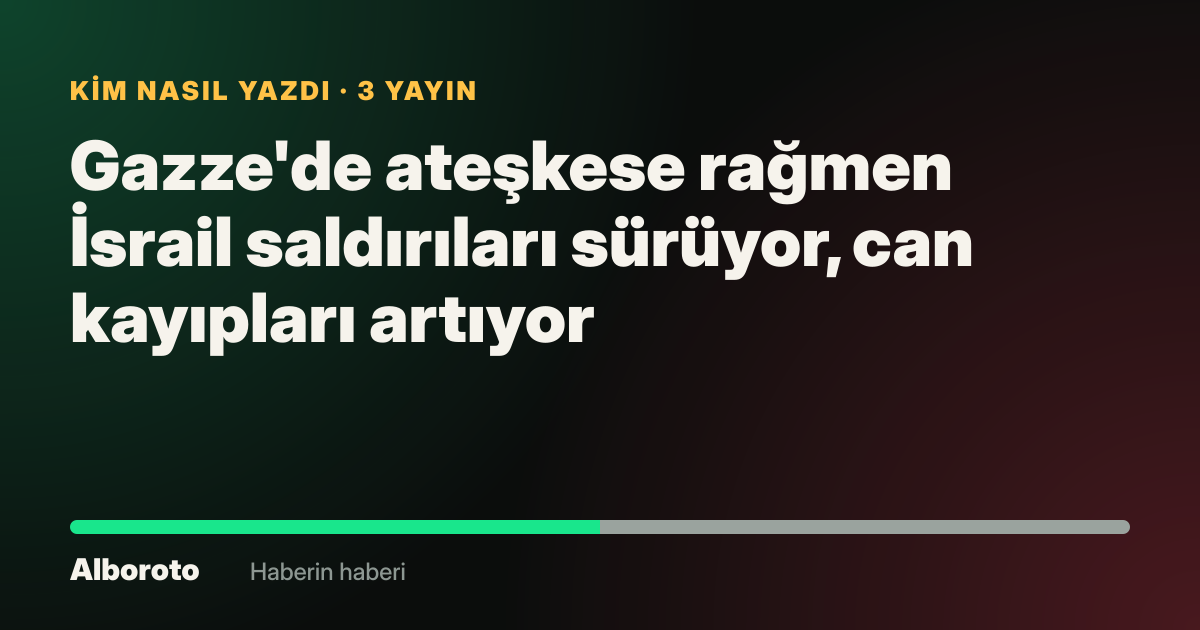 KİM NASIL YAZDI · 3 YAYIN
Gazze'de ateşkese rağmen
İsrail saldırıları sürüyor, can
kayıpları artıyor
Alboroto
Haberin haberi